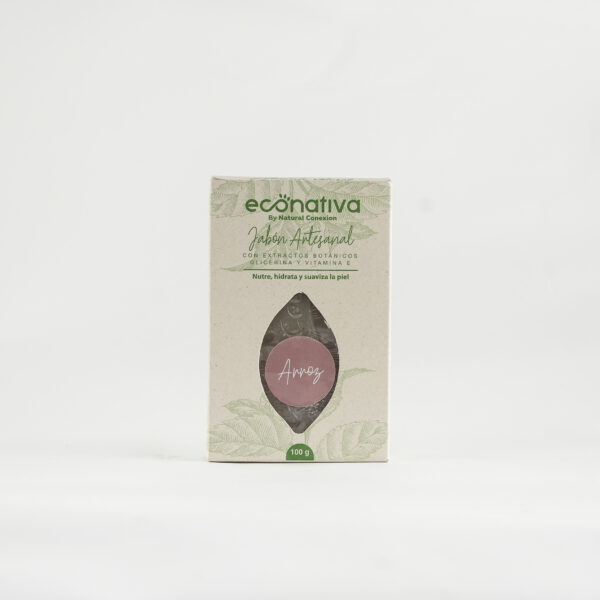 econativa
By Natural Conexion
Jabón Artesanal
CON EXTRACTOS BOTÁNICOS
GLICERINA Y VITAMINA E
Nutre, hidrata y suaviza la piel
Arroz
100 g